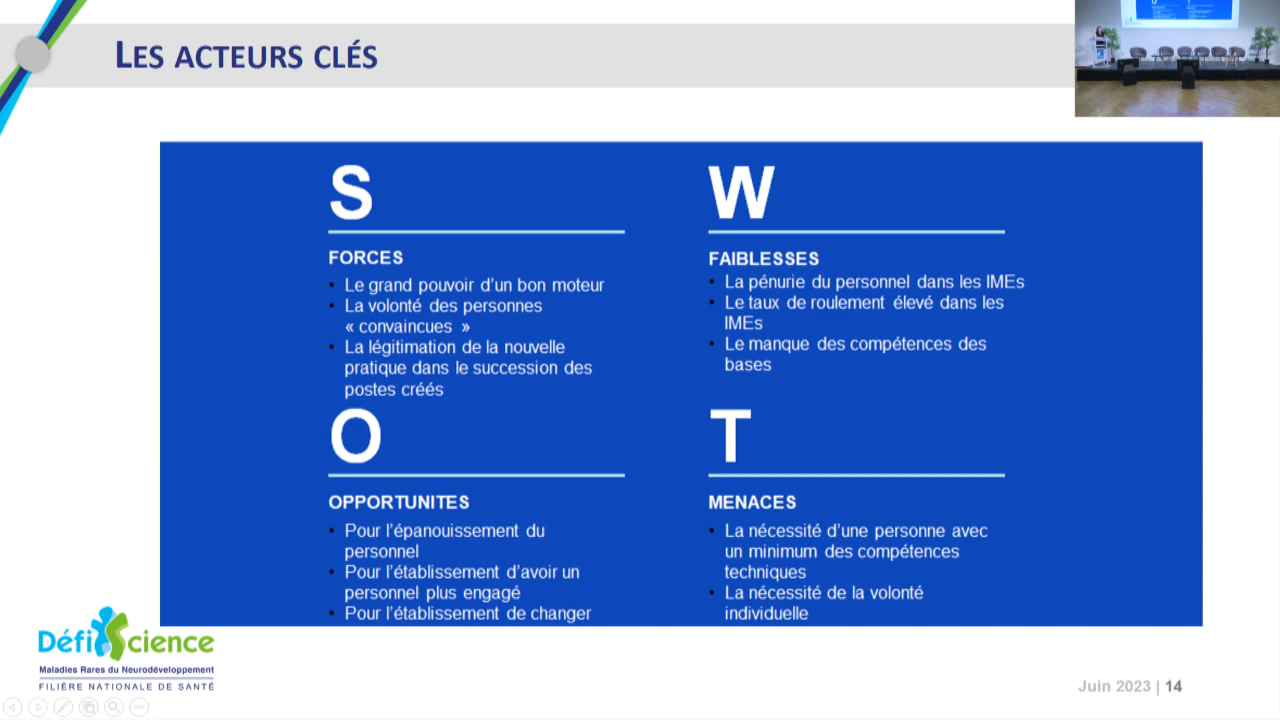 LES ACTEURS CLÉS
S
FORCES
• Le grand pouvoir d'un bon moteur
• La volonté des personnes
« convaincues »
• La légitimation de la nouvelle
pratique dans le succession des
postes créés
W
FAIBLESSES
• La pénurie du personnel dans les IMEs
• Le taux de roulement élevé dans les
IMEs
• Le manque des compétences des
bases
O
OPPORTUNITES
• Pour l'épanouissement du
personnel
• Pour l'établissement d'avoir un
personnel plus engagé
• Pour l'établissement de changer
T
MENACES
• La nécessité d'une personne avec
un minimum des compétences
techniques
• La nécessité de la volonté
individuelle
DéfiScience
Maladies Rares du Neurodéveloppement
FILIÈRE NATIONALE DE SANTÉ
Juin 2023 | 14